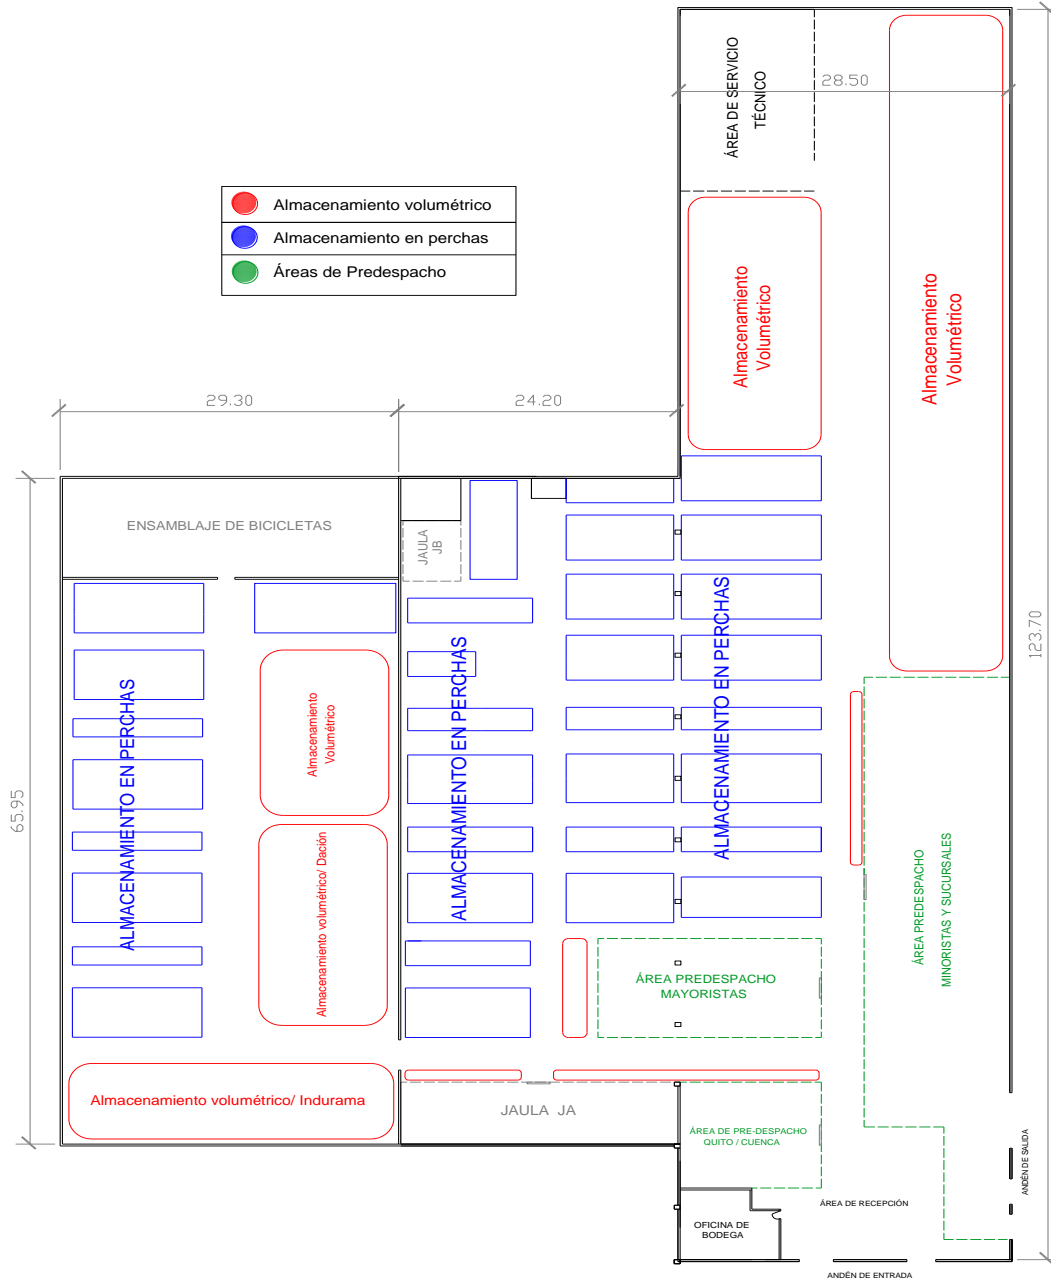 ÁREA DE SERVICIO
TÉCNICO
28.50
Almacenamiento volumétrico
Almacenamiento en perchas
Áreas de Predespacho
Almacenamiento
Volumétrico
Almacenamiento
Volumétrico
29.30
24.20
ENSAMBLAJE DE BICICLETAS
JAULA
JB
123.70
65.95
ALMACENAMIENTO EN PERCHAS
Almacenamiento
Volumétrico
ALMACENAMIENTO EN PERCHAS
ALMACENAMIENTO EN PERCHAS
Almacenamiento volumétrico/ Dación
ÁREA PREDESPACHO
MINORISTAS Y SUCURSALES
ÁREA PREDESPACHO
MAYORISTAS
Almacenamiento volumétrico/ Indurama
JAULA JA
ÁREA DE PRE-DESPACHO
QUITO / CUENCA
ANDÉN DE SALIDA
ÁREA DE RECEPCIÓN
OFICINA DE
BODEGA
ANDÉN DE ENTRADA